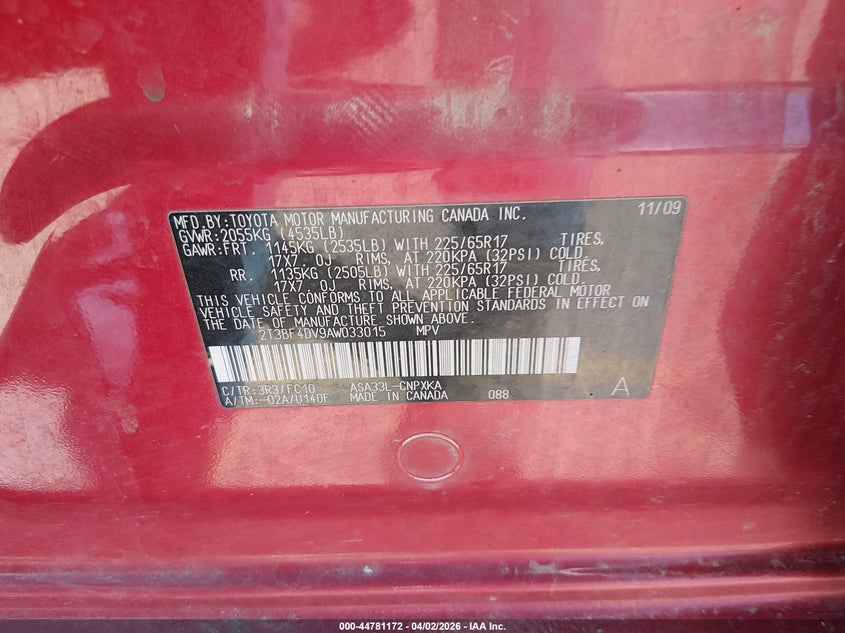 MFD BY:TOYOTA MOTOR MANUFACTURING CANADA INC. 11/09
GVWR:2055KG (4535LB)
GAWR:FRT. 1145KG (2535LB) WITH 225/65R17 TIRES,
17X7. 0J RIMS, AT 220KPA (32PSI) COLD.
RR. 1135KG (2505LB) WITH 225/65R17 TIRES,
17X7. 0J RIMS, AT 220KPA (32PSI) COLD.
THIS VEHICLE CONFORMS TO ALL APPLICABLE FEDERAL MOTOR
VEHICLE SAFETY AND THEFT PREVENTION STANDARDS IN EFFECT ON
THE DATE OF MANUFACTURE SHOWN ABOVE.
2T3BF4DV9AW033015 MPV
C/TR:3R3/FC10 ASA33L-CNPXKA
A/TM:-02A/U140F MADE IN CANADA 088 A
000-44781172 - 04/02/2026 - IAA Inc.